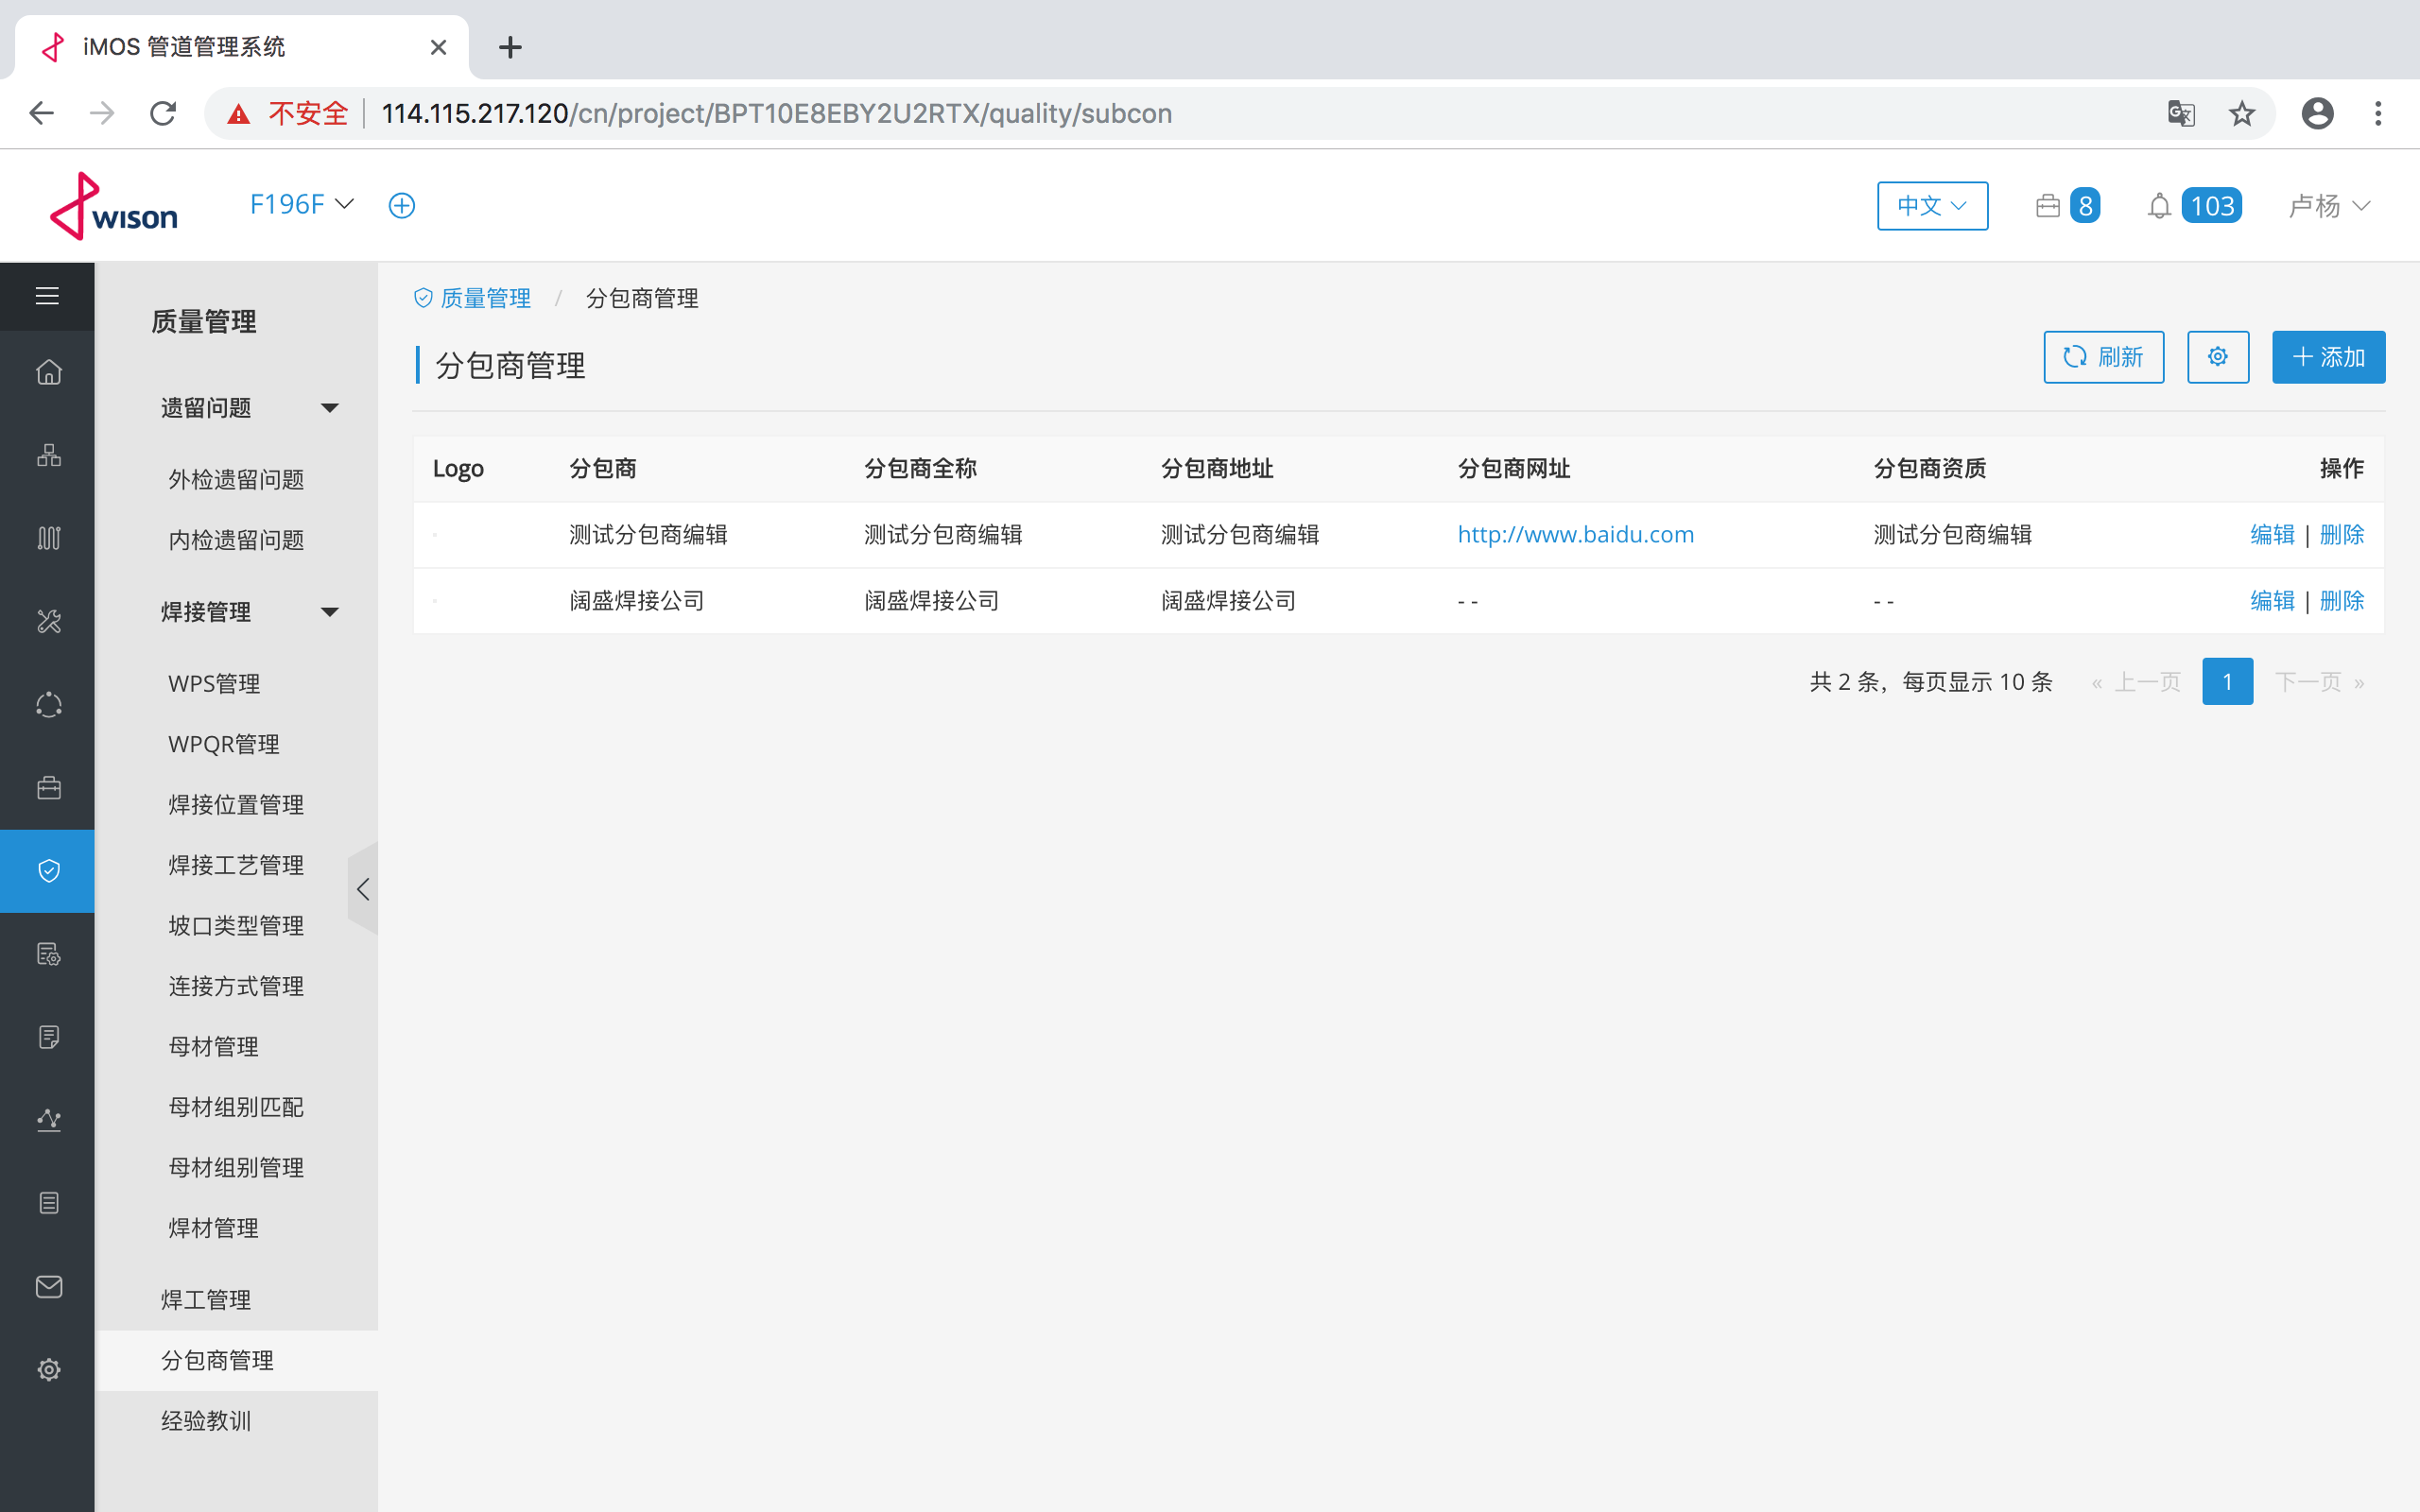 iMOS 管道管理系统
不安全 114.115.217.120/cn/project/BPT10E8EBY2U2RTX/quality/subcon
wison F196F 中文 8 103 卢杨
质量管理 / 分包商管理
分包商管理 刷新 添加
Logo 分包商 分包商全称 分包商地址 分包商网址 分包商资质 操作
测试分包商编辑 测试分包商编辑 测试分包商编辑 http://www.baidu.com 测试分包商编辑 编辑 | 删除
阔盛焊接公司 阔盛焊接公司 阔盛焊接公司 - - - - 编辑 | 删除
共 2 条，每页显示 10 条 « 上一页 1 下一页 »
质量管理
遗留问题
外检遗留问题
内检遗留问题
焊接管理
WPS管理
WPQR管理
焊接位置管理
焊接工艺管理
坡口类型管理
连接方式管理
母材管理
母材组别匹配
母材组别管理
焊材管理
焊工管理
分包商管理
经验教训